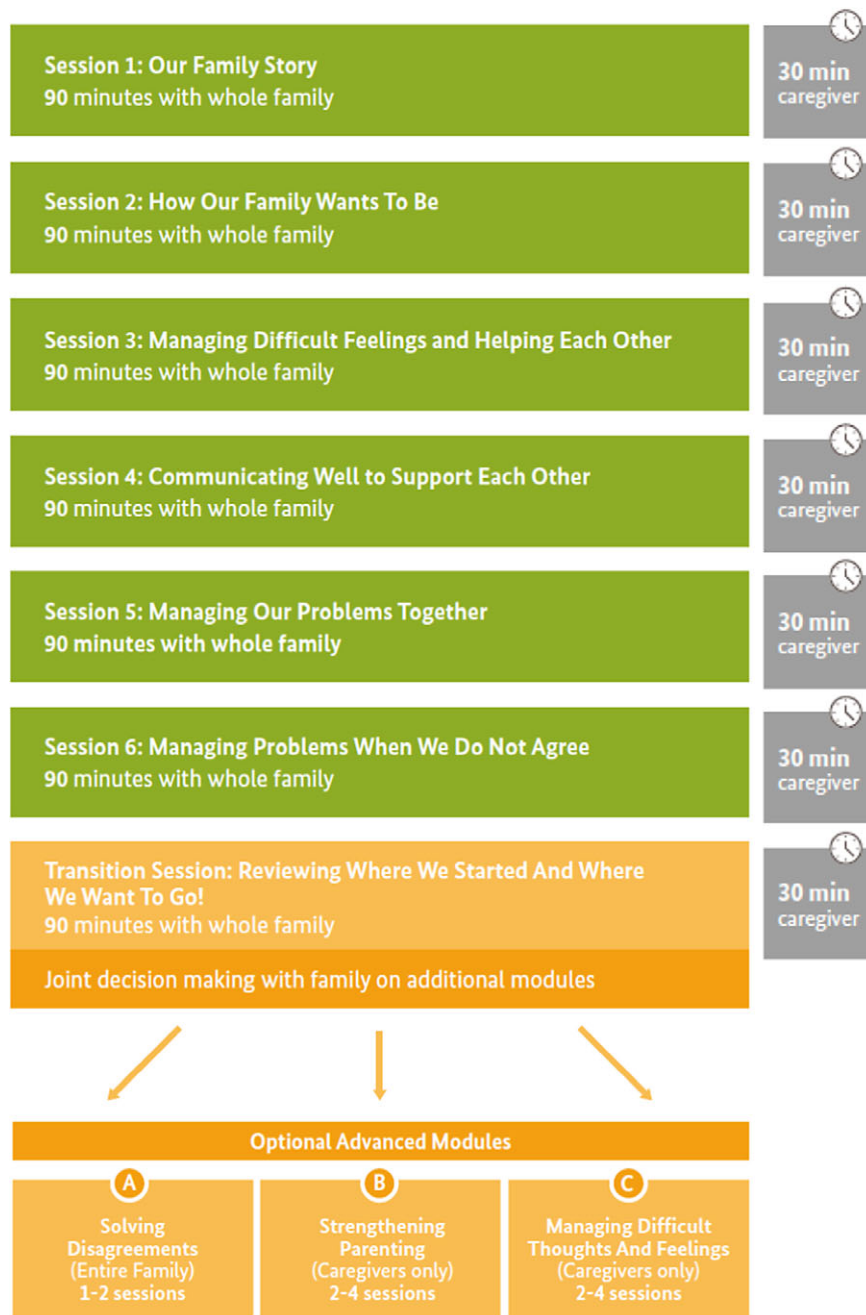 Session 1: Our Family Story
90 minutes with whole family
30 min
caregiver
Session 2: How Our Family Wants To Be
90 minutes with whole family
30 min
caregiver
Session 3: Managing Difficult Feelings and Helping Each Other
90 minutes with whole family
30 min
caregiver
Session 4: Communicating Well to Support Each Other
90 minutes with whole family
30 min
caregiver
Session 5: Managing Our Problems Together
90 minutes with whole family
30 min
caregiver
Session 6: Managing Problems When We Do Not Agree
90 minutes with whole family
30 min
caregiver
Transition Session: Reviewing Where We Started And Where
We Want To Go!
90 minutes with whole family
30 min
caregiver
Joint decision making with family on additional modules
Optional Advanced Modules
A
Solving
Disagreements
(Entire Family)
1-2 sessions
B
Strengthening
Parenting
(Caregivers only)
2-4 sessions
C
Managing Difficult
Thoughts And Feelings
(Caregivers only)
2-4 sessions